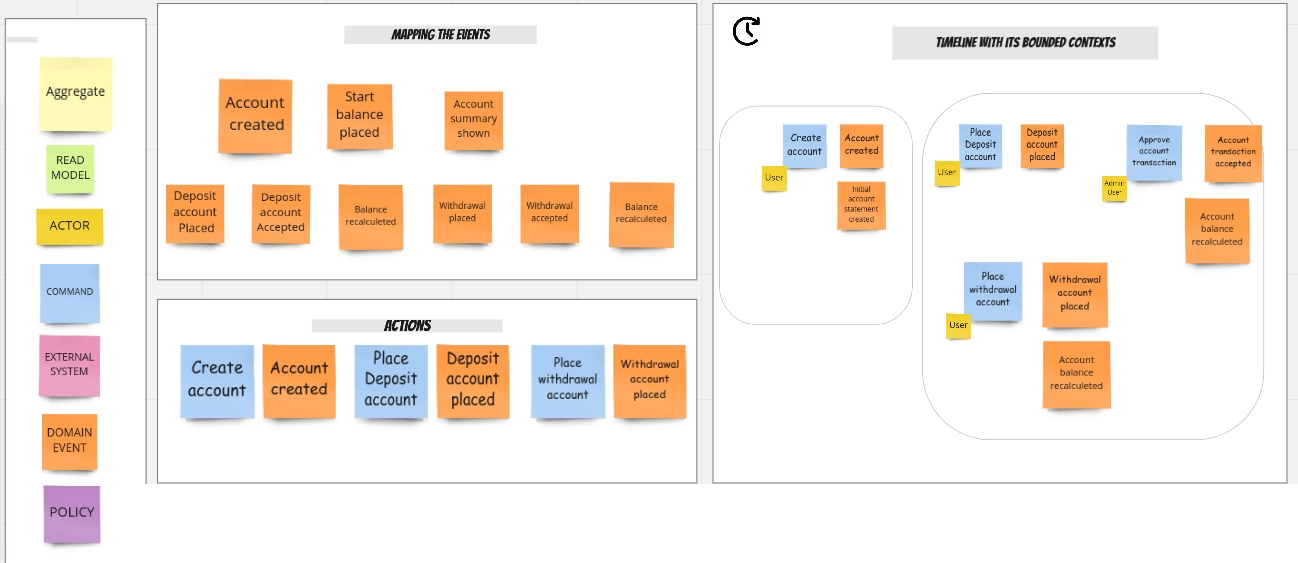 Aggregate
READ
MODEL
ACTOR
COMMAND
EXTERNAL
SYSTEM
DOMAIN
EVENT
POLICY
MAPPING THE EVENTS
Account
created
Start
balance
placed
Account
summary
shown
Deposit
account
Placed
Deposit
account
Accepted
Balance
recalculeted
Withdrawal
placed
Withdrawal
accepted
Balance
recalculeted
ACTIONS
Create
account
Account
created
Place
Deposit
account
Deposit
account
placed
Place
withdrawal
account
Withdrawal
account
placed
TIMELINE WITH ITS BOUNDED CONTEXTS
Create
account
Account
created
User
Initial
account
statement
created
Place
Deposit
account
Deposit
account
placed
User
Approve
account
transaction
Account
transaction
accepted
Admin
User
Account
balance
recalculeted
Place
withdrawal
account
Withdrawal
account
placed
User
Account
balance
recalculeted